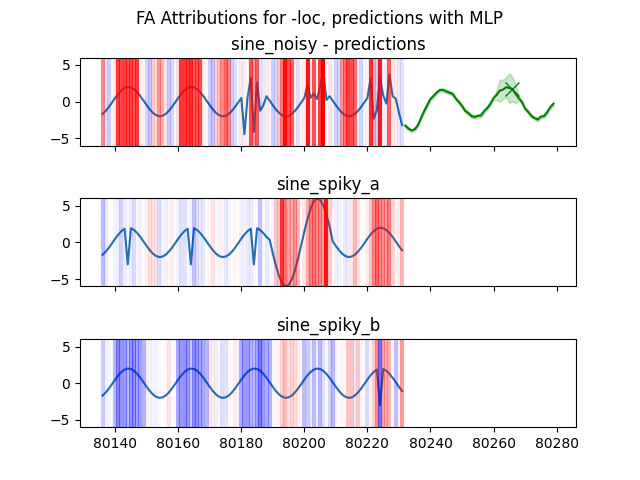 FA Attributions for -loc, predictions with MLP
sine_noisy - predictions
5
0
−5
sine_spiky_a
5
0
−5
sine_spiky_b
5
0
−5
80140 80160 80180 80200 80220 80240 80260 80280